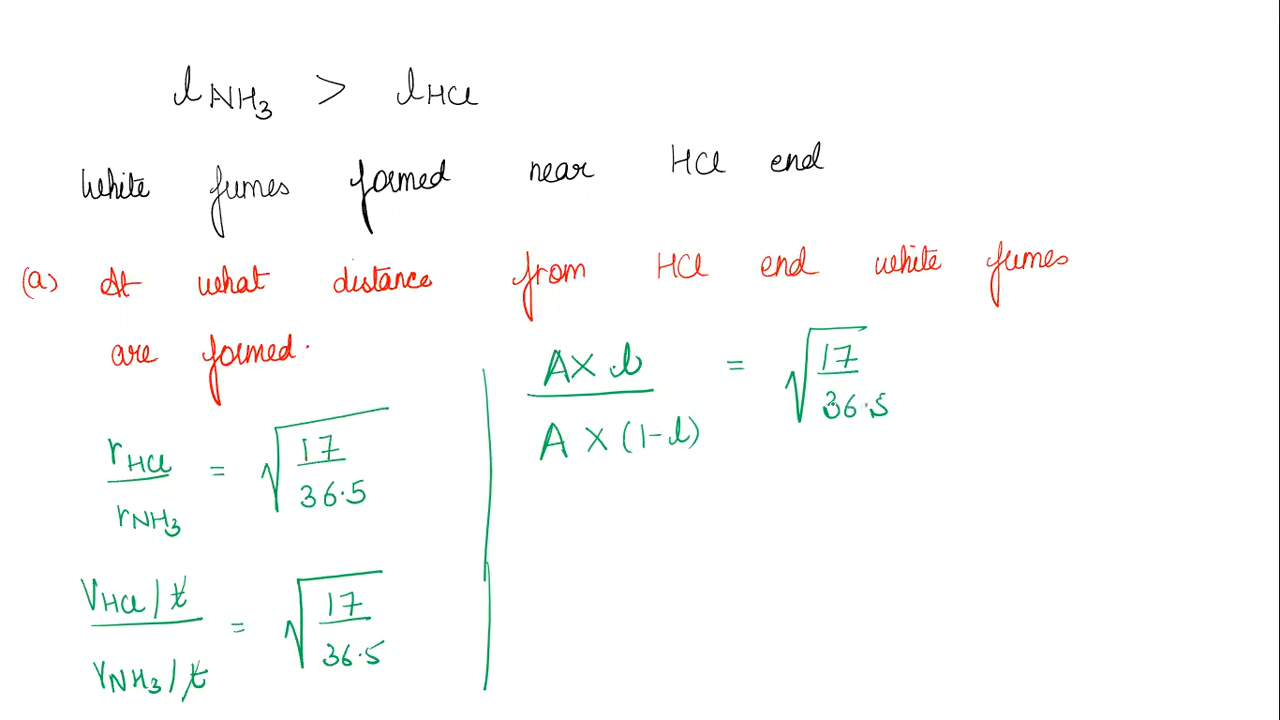 l NH₃ > l HCl
White fumes formed near HCl end
(a) At what distance from HCl end white fumes
are formed.
r HCl / r NH₃ = √(17 / 36.5)
V HCl/t / V NH₃/t = √(17 / 36.5)
A × l / A × (1-l) = √(17 / 36.5)